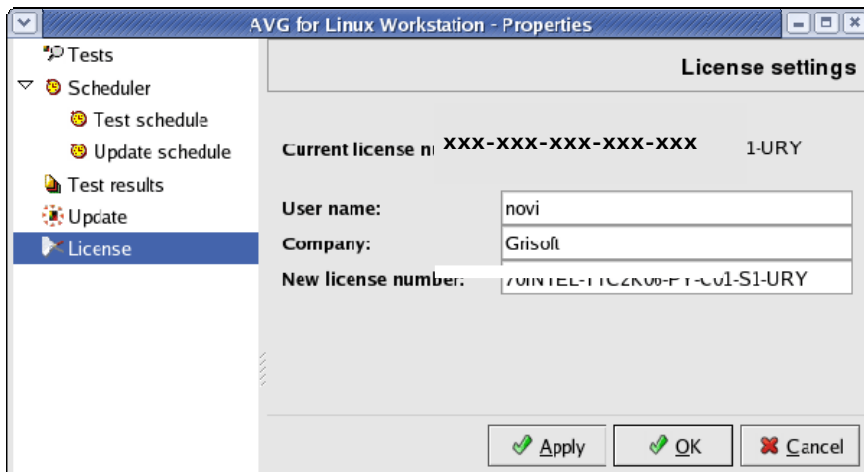 AVG for Linux Workstation - Properties
Tests
Scheduler
Test schedule
Update schedule
Test results
Update
License
License settings
Current license xxx-xxx-xxx-xxx-xxx 1-URY
User name: novi
Company: Grisoft
New license number:
Apply
OK
Cancel